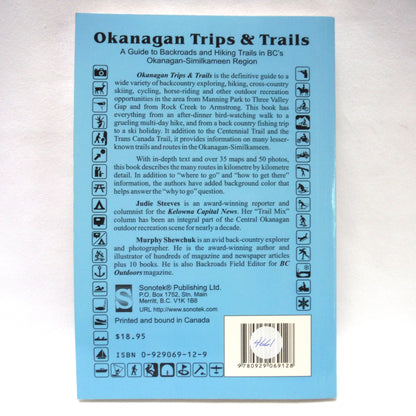 Okanagan Trips & Trails
A Guide to Backroads and Hiking Trails in BC's
Okanagan-Similkameen Region
Okanagan Trips & Trails is the definitive guide to a
wide variety of backcountry exploring, hiking, cross-country
skiing, cycling, horse-riding and other outdoor recreation
opportunities in the area from Manning Park to Three Valley
Gap and from Rock Creek to Armstrong. This book has
everything from an after-dinner bird-watching walk to a
grueling multi-day hike, and from a back country fishing trip
to a ski holiday. It addition to the Centennial Trail and the
Trans Canada Trail, it provides information on many lesser-
known trails and routes in the Okanagan-Similkameen.
With in-depth text and over 35 maps and 50 photos,
this book describes the many routes in kilometre by kilometre
detail. In addition to "where to go" and "how to get there"
information, the authors have added background color that
helps answer the "why to go" question.
Judie Steeves is an award-winning reporter and
columnist for the Kelowna Capital News. Her "Trail Mix"
column has been an integral part of the Central Okanagan
outdoor recreation scene for nearly a decade.
Murphy Shewchuk is an avid back-country explorer
and photographer. He is the award-winning author and
illustrator of hundreds of magazine and newspaper articles
plus 10 books. He is also Backroads Field Editor for BC
Outdoors magazine.
S
Sonotek® Publishing Ltd.
P.O. Box 1752, Stn. Main
Merritt, B.C. V1K 1B8
URL http://www.sonotek.com
Printed and bound in Canada
$18.95
ISBN 0-929069-12-9
4661
9 780929 069128